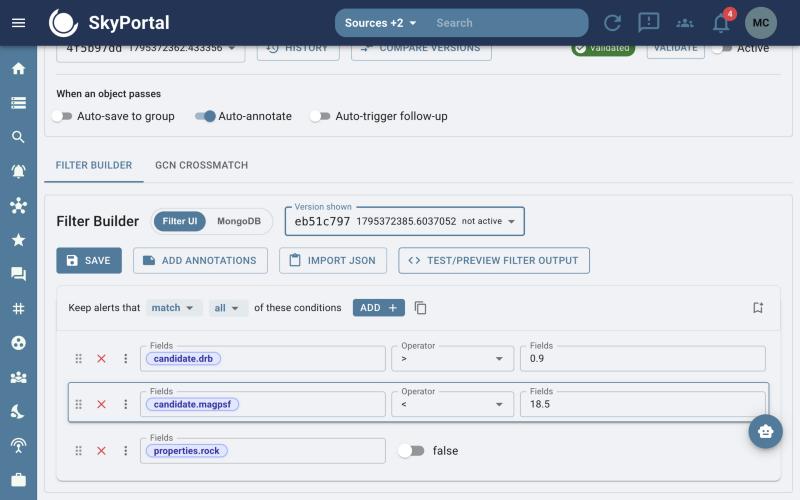 SkyPortal
Sources +2
Search
4
MC
4f5b97dd 1795372362.433356
HISTORY
COMPARE VERSIONS
Validated
VALIDATE
Active
When an object passes
Auto-save to group
Auto-annotate
Auto-trigger follow-up
FILTER BUILDER
GCN CROSSMATCH
Filter Builder
Filter UI
MongoDB
Version shown
eb51c797 1795372385.6037052 not active
SAVE
ADD ANNOTATIONS
IMPORT JSON
TEST/PREVIEW FILTER OUTPUT
Keep alerts that match all of these conditions ADD +
Fields
Operator
Fields
candidate.drb
>
0.9
Fields
Operator
Fields
candidate.magpsf
<
18.5
Fields
properties.rock
false